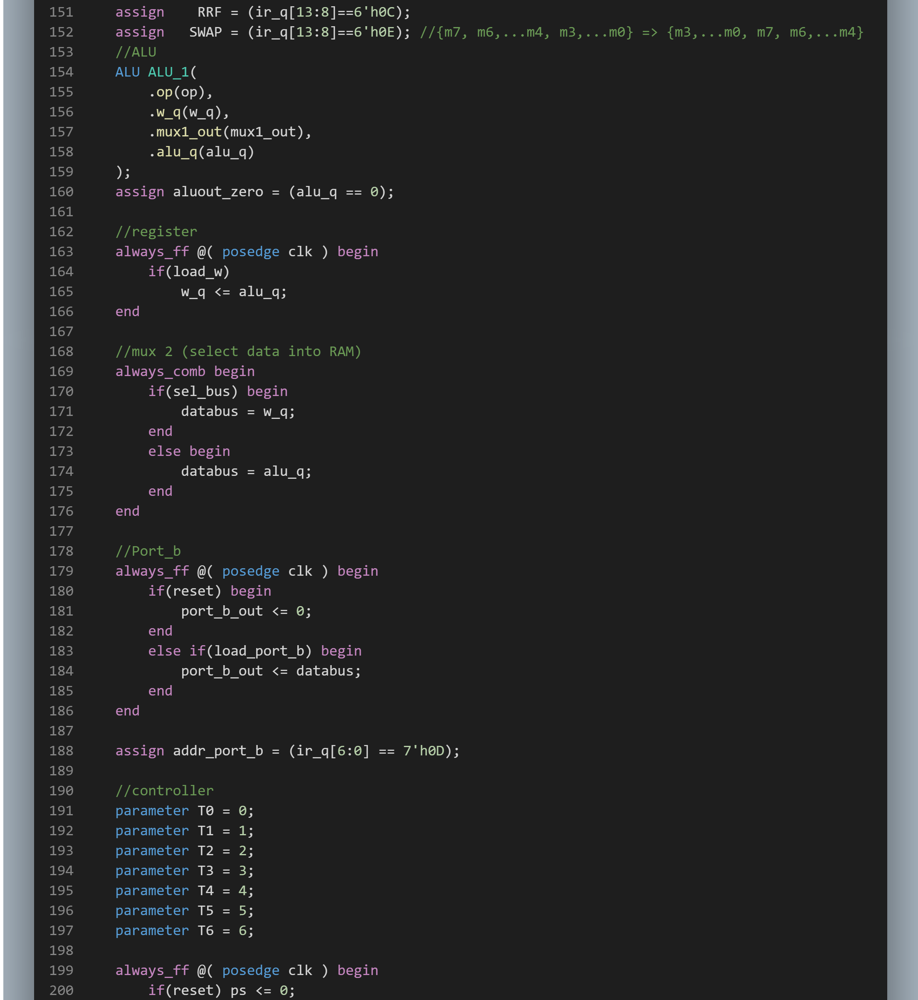 151     assign    RRF = (ir_q[13:8]==6'h0C);
152     assign   SWAP = (ir_q[13:8]==6'h0E); //{m7, m6,...m4, m3,...m0} => {m3,...m0, m7, m6,...m4}
153     //ALU
154     ALU ALU_1(
155         .op(op),
156         .w_q(w_q),
157         .mux1_out(mux1_out),
158         .alu_q(alu_q)
159     );
160     assign aluout_zero = (alu_q == 0);
161
162     //register
163     always_ff @( posedge clk ) begin
164         if(load_w)
165             w_q <= alu_q;
166     end
167
168     //mux 2 (select data into RAM)
169     always_comb begin
170         if(sel_bus) begin
171             databus = w_q;
172         end
173         else begin
174             databus = alu_q;
175         end
176     end
177
178     //Port_b
179     always_ff @( posedge clk ) begin
180         if(reset) begin
181             port_b_out <= 0;
182         end
183         else if(load_port_b) begin
184             port_b_out <= databus;
185         end
186     end
187
188     assign addr_port_b = (ir_q[6:0] == 7'h0D);
189
190     //controller
191     parameter T0 = 0;
192     parameter T1 = 1;
193     parameter T2 = 2;
194     parameter T3 = 3;
195     parameter T4 = 4;
196     parameter T5 = 5;
197     parameter T6 = 6;
198
199     always_ff @( posedge clk ) begin
200         if(reset) ps <= 0;